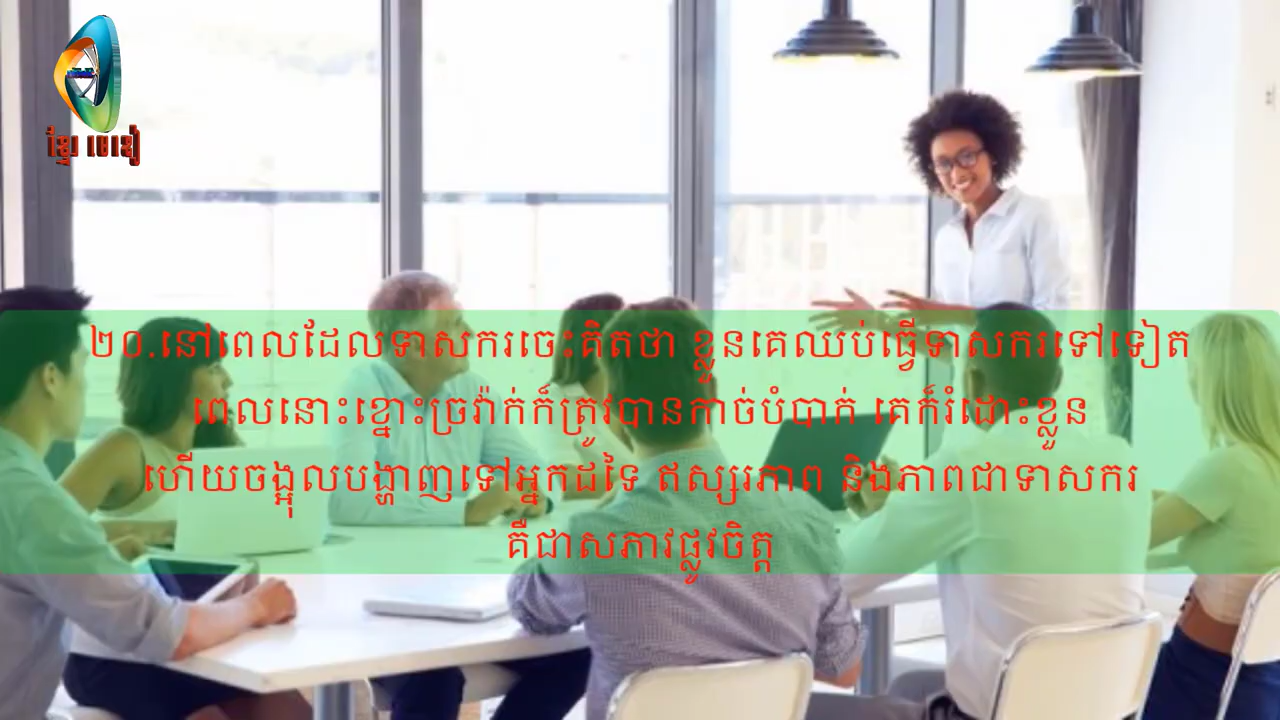 ខ្មែរ មេឌៀ
២០.នៅពេលដែលទាសករចេះគិតថា ខ្លួនគេឈប់ធ្វើទាសករទៅទៀត
ពេលនោះខ្នោះច្រវ៉ាក់ក៏ត្រូវបានកាច់បំបាក់ គេក៏រំដោះខ្លួន
ហើយចង្អុលបង្ហាញទៅអ្នកដទៃ ឥស្សរភាព និងភាពជាទាសករ
គឺជាសភាវផ្លូវចិត្ត